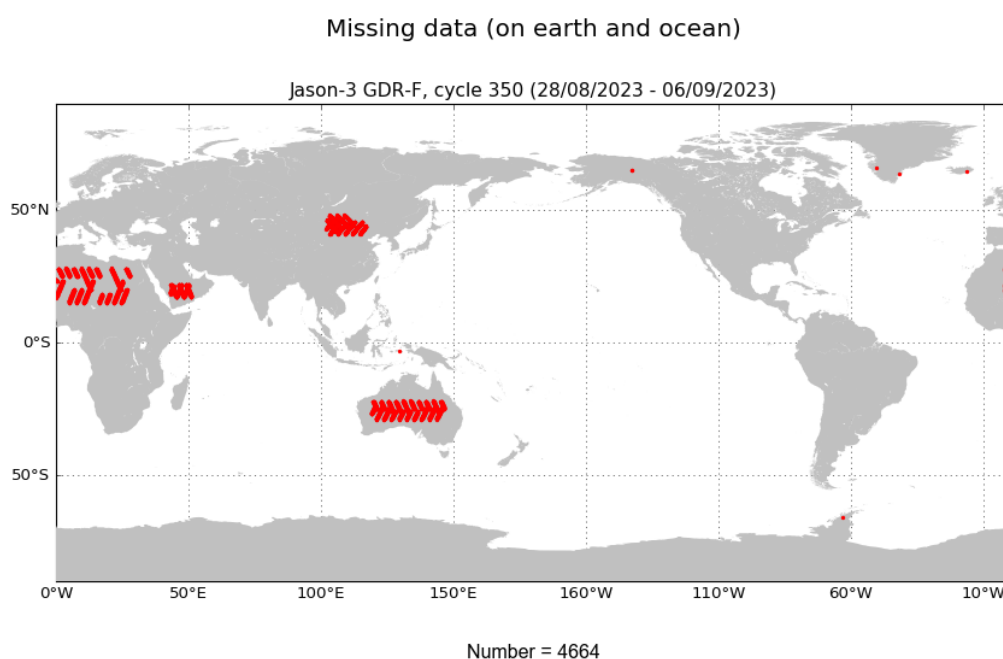 Missing data (on earth and ocean)
Jason-3 GDR-F, cycle 350 (28/08/2023 - 06/09/2023)
50°N
0°S
50°S
0°W 50°E 100°E 150°E 160°W 110°W 60°W 10°W
Number = 4664